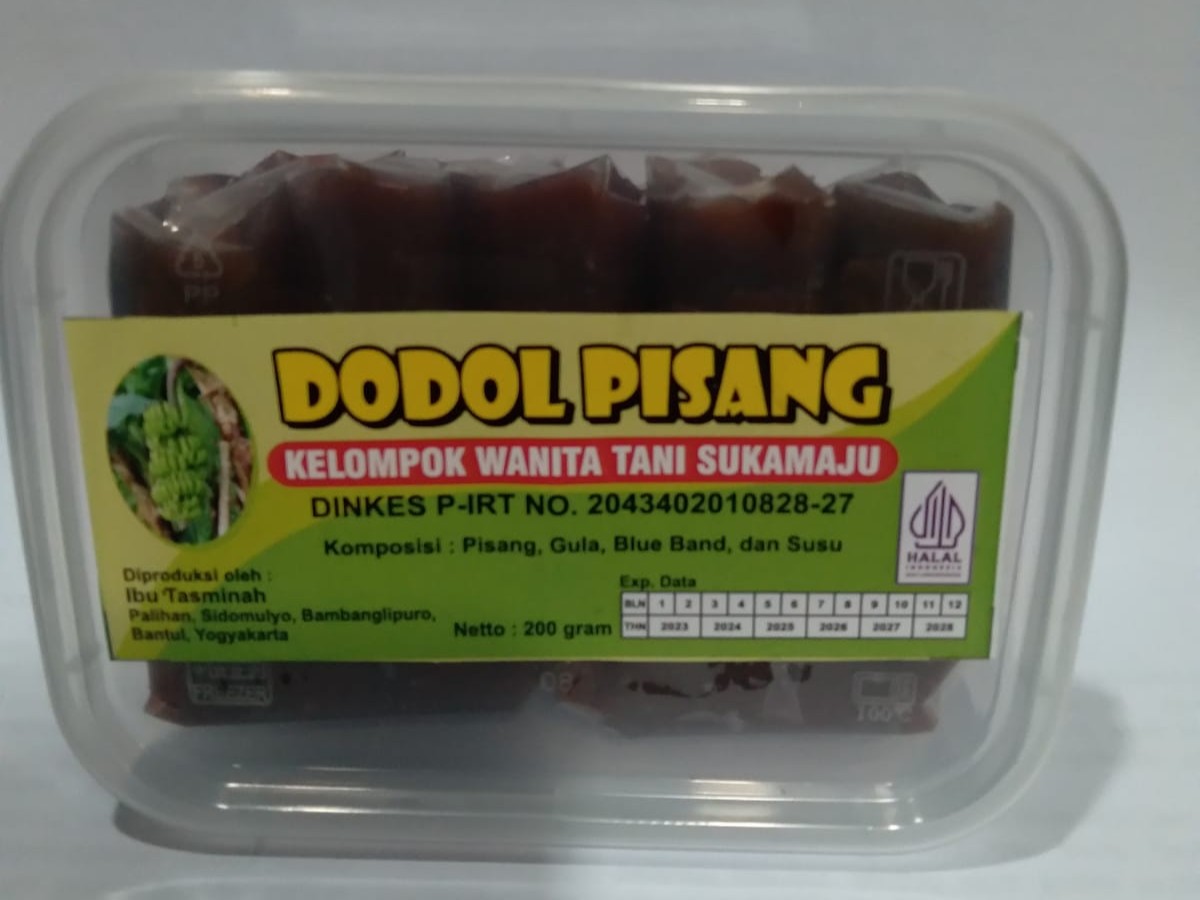 PP
DODOL PISANG
KELOMPOK WANITA TANI SUKAMAJU
DINKES P-IRT NO. 2043402010828-27
Komposisi : Pisang, Gula, Blue Band, dan Susu
HALAL
INDONESIA
Diproduksi oleh :
Ibu Tasminah
Palihan, Sidomulyo, Bambanglipuro,
Bantul, Yogyakarta
Netto : 200 gram
Exp. Data
BLN 1 2 3 4 5 6 7 8 9 10 11 12
THN 2023 2024 2025 2026 2027 2028
08
100°C